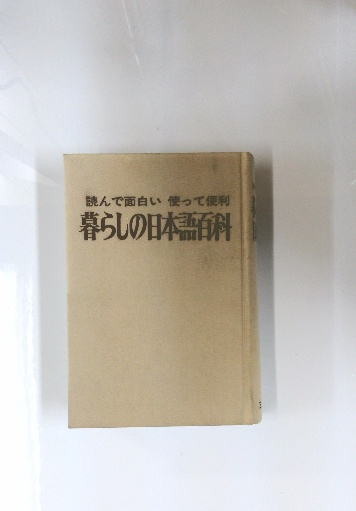 読んで面白い 使って便利
暮らしの日本語百科